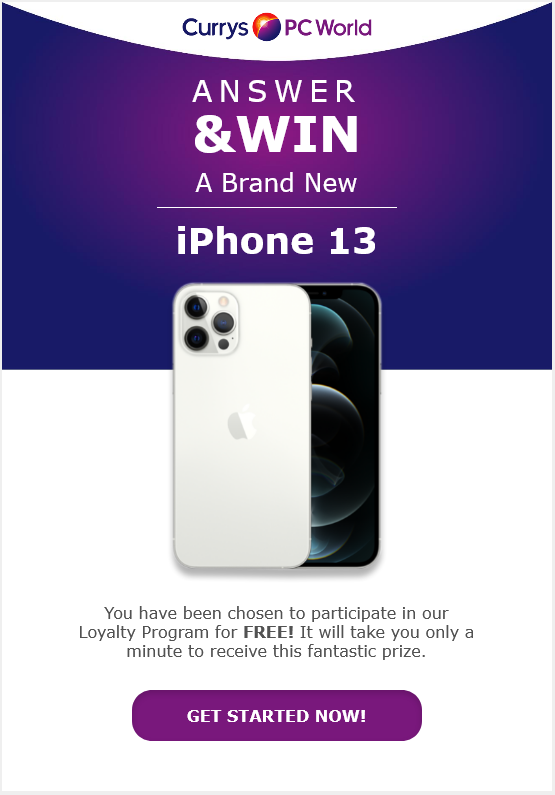 Currys PC World
ANSWER
&WIN
A Brand New
iPhone 13
You have been chosen to participate in our
Loyalty Program for FREE! It will take you only a
minute to receive this fantastic prize.
GET STARTED NOW!